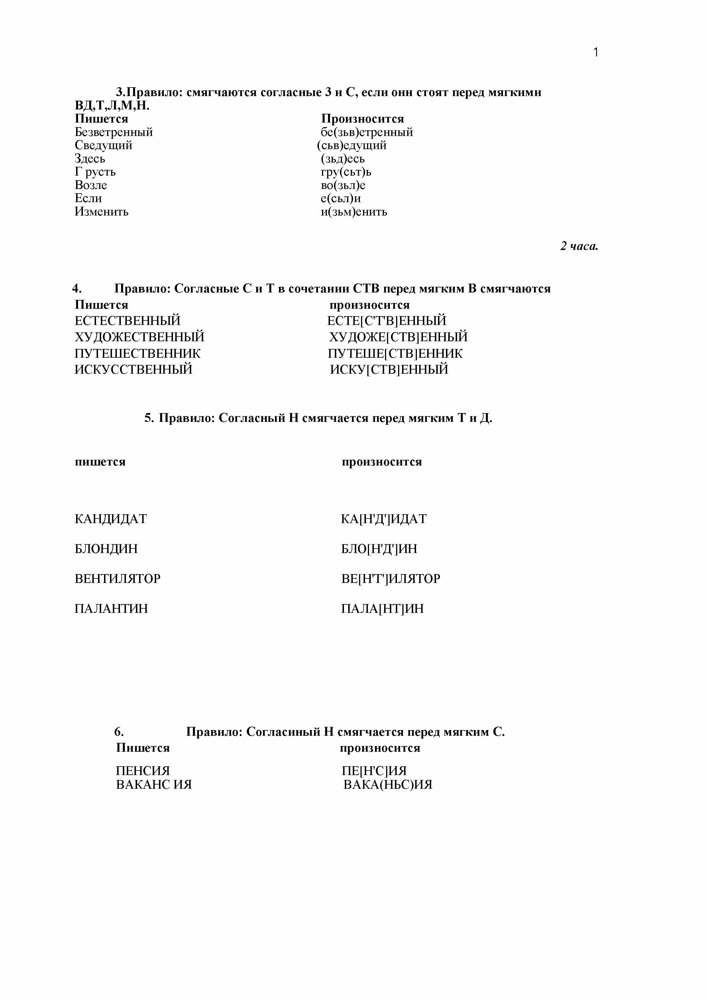 1
3.Правило: смягчаются согласные З и С, если онн стоят перед мягкими
ВД,Т,Л,М,Н.
Пишется Произносится
Безветренный бе(зьв)етренный
Сведущий (сьв)едущий
Здесь (зьд)есь
Г русть гру(сьт)ь
Возле во(зьл)е
Если е(сьл)и
Изменить и(зьм)енить
2 часа.
4. Правило: Согласные С и Т в сочетании СТВ перед мягким В смягчаются
Пишется произносится
ЕСТЕСТВЕННЫЙ ЕСТЕ[С'Т'В]ЕННЫЙ
ХУДОЖЕСТВЕННЫЙ ХУДОЖЕ[СТВ]ЕННЫЙ
ПУТЕШЕСТВЕННИК ПУТЕШЕ[СТВ]ЕННИК
ИСКУССТВЕННЫЙ ИСКУ[СТВ]ЕННЫЙ
5. Правило: Согласный Н смягчается перед мягким Т и Д.
пишется произносится
КАНДИДАТ КА[Н'Д']ИДАТ
БЛОНДИН БЛО[Н'Д']ИН
ВЕНТИЛЯТОР ВЕ[Н'Т']ИЛЯТОР
ПАЛАНТИН ПАЛА[НТ]ИН
6. Правило: Согласиный Н смягчается перед мягким С.
Пишется произносится
ПЕНСИЯ ПЕ[Н'С]ИЯ
ВАКАНС ИЯ ВАКА(НЬС)ИЯ